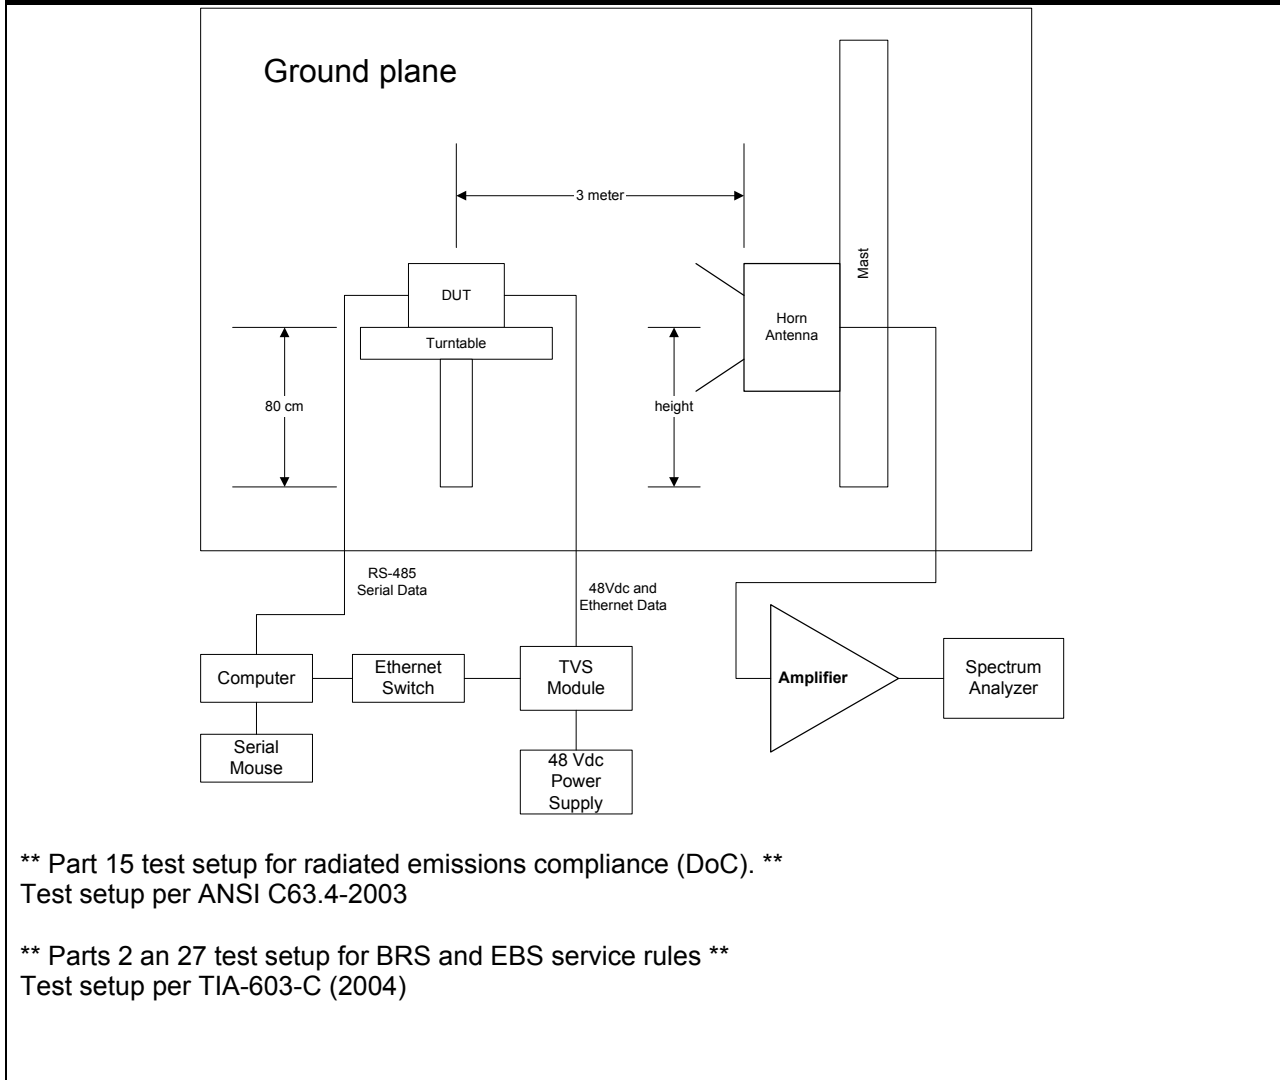 Ground plane
3 meter
Mast
DUT
Horn
Antenna
Turntable
80 cm
height
RS-485
Serial Data
48Vdc and
Ethernet Data
Computer
Ethernet
Switch
TVS
Module
Amplifier
Spectrum
Analyzer
Serial
Mouse
48 Vdc
Power
Supply
** Part 15 test setup for radiated emissions compliance (DoC). **
Test setup per ANSI C63.4-2003
** Parts 2 an 27 test setup for BRS and EBS service rules **
Test setup per TIA-603-C (2004)